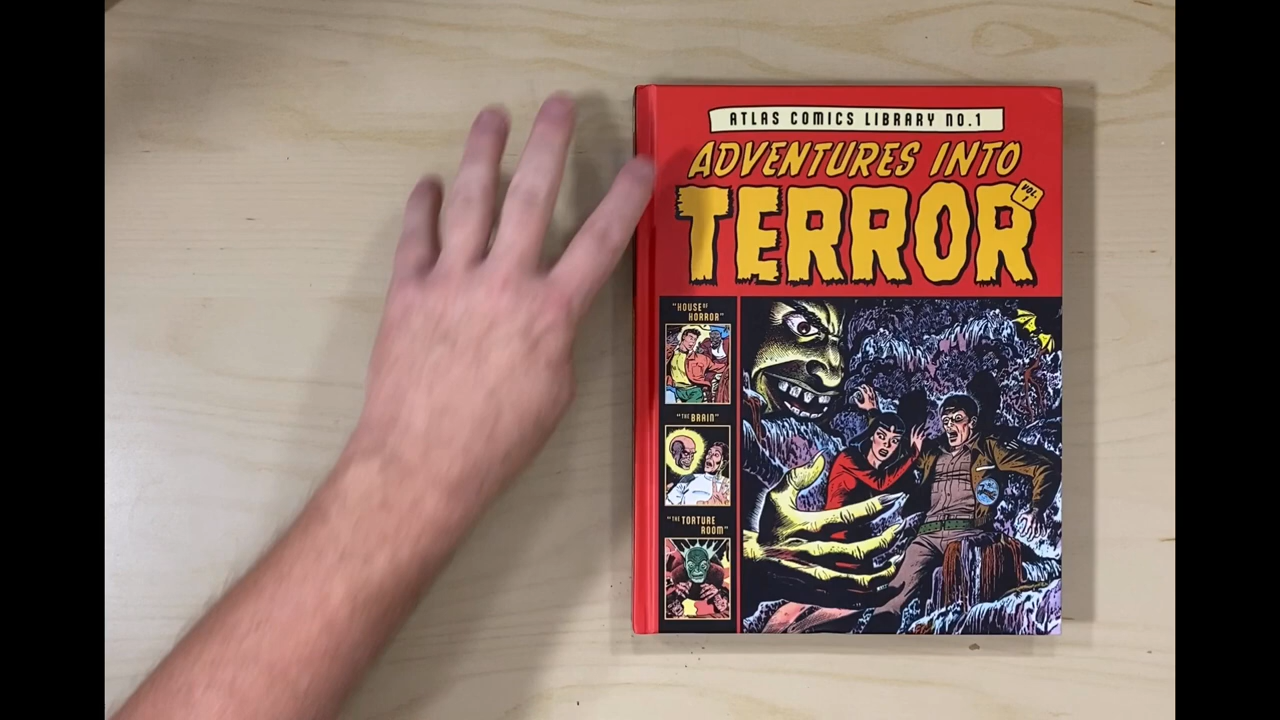 ATLAS COMICS LIBRARY NO.1
ADVENTURES INTO
TERROR
VOL.
1
"HOUSE OF
HORROR"
"THE BRAIN"
"THE TORTURE
ROOM"